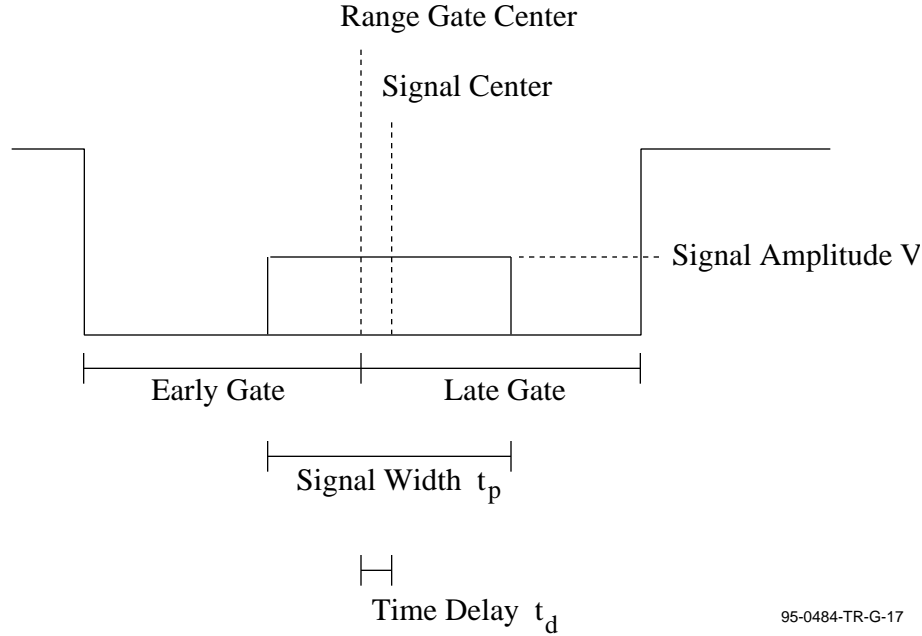 Range Gate Center
Signal Center
Signal Amplitude V
Early Gate
Late Gate
Signal Width t_p
Time Delay t_d
95-0484-TR-G-17